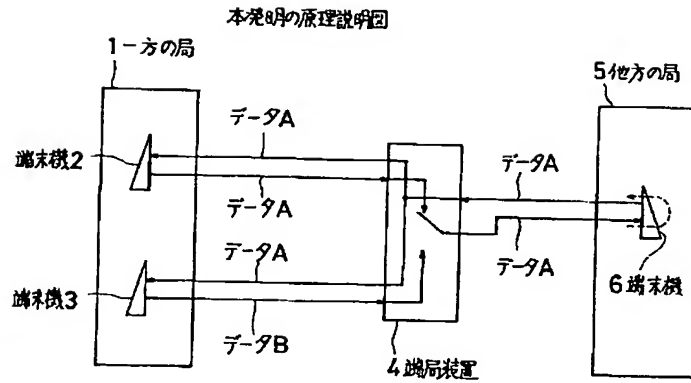 本発明の原理説明図
1一方の局
5他方の局
データA
端末機2
データA
データA
データA
データA
端末機3
6端末機
データB
4端局装置